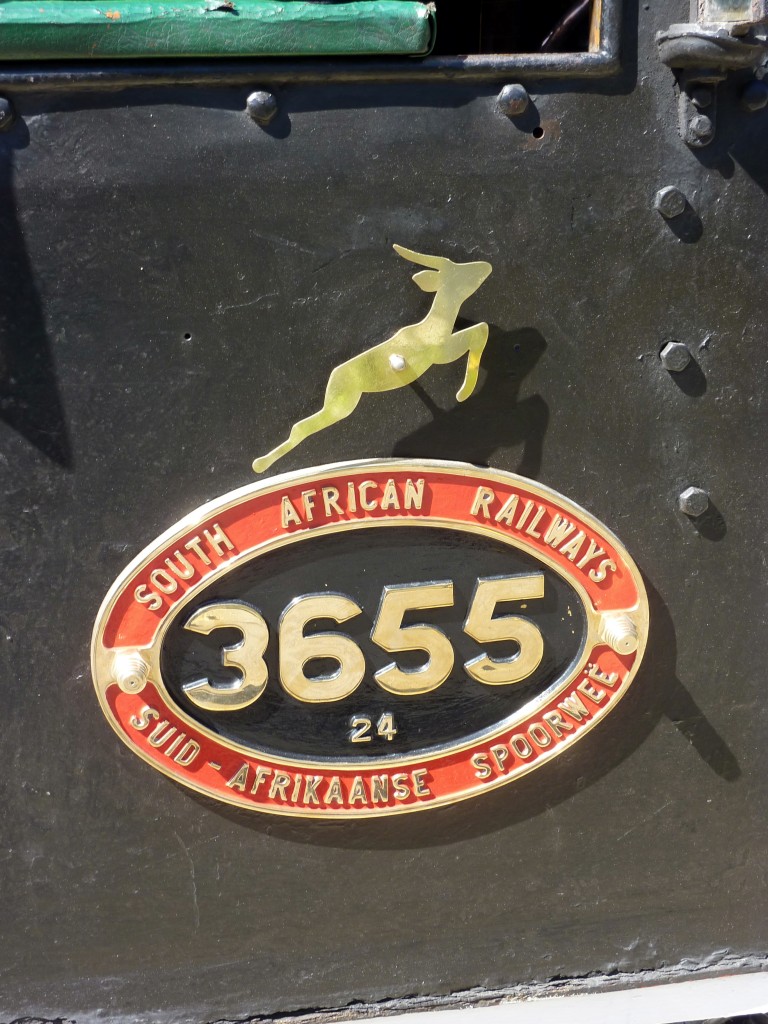 SOUTH AFRICAN RAILWAYS
3655
24
SUID-AFRIKAANSE SPOORWEË